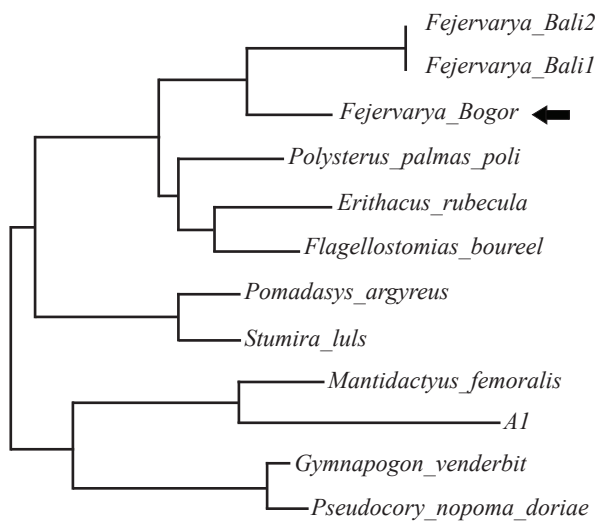 Fejervarya_Bali2
Fejervarya_Bali1
Fejervarya_Bogor
Polysterus_palmas_poli
Erithacus_rubecula
Flagellostomias_boureel
Pomadasys_argyreus
Stumira_luls
Mantidactyus_femoralis
A1
Gymnapogon_venderbit
Pseudocory_nopoma_doriae